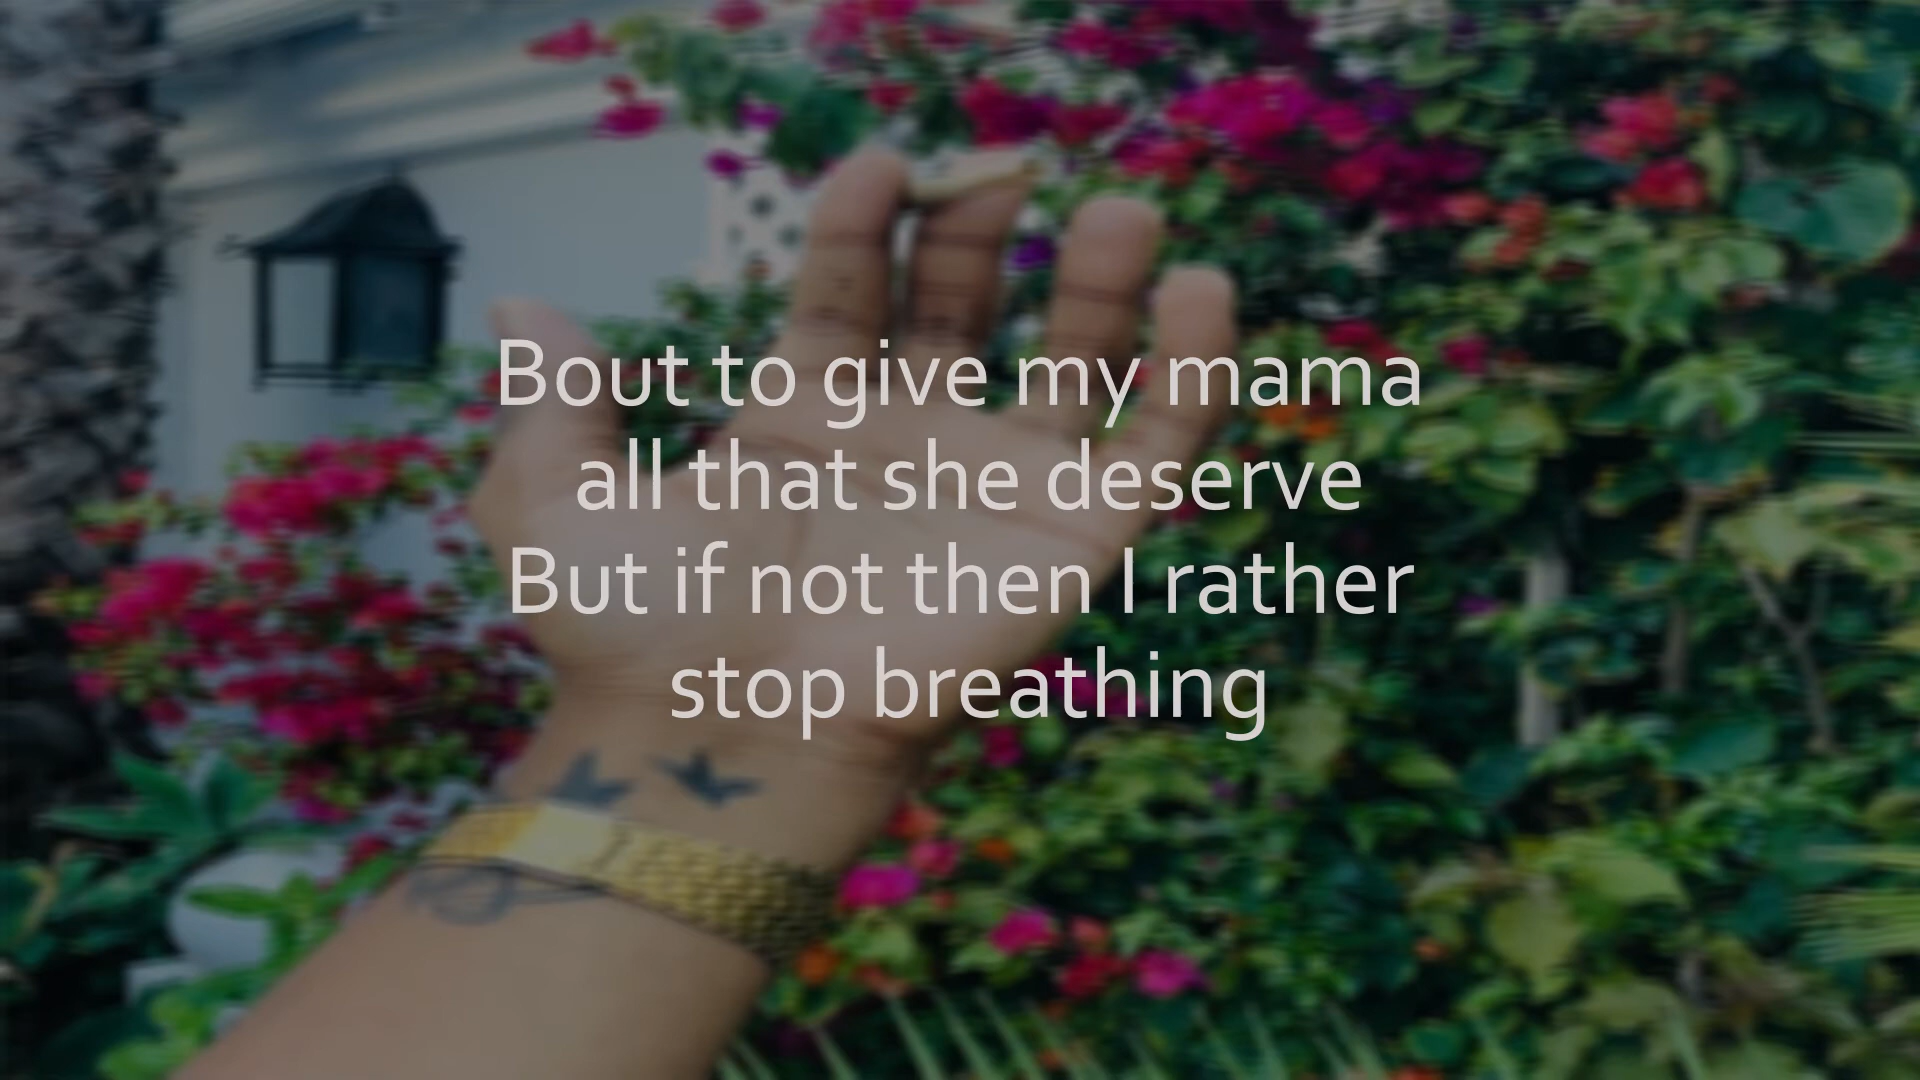 Bout to give my mama
all that she deserve
But if not then I rather
stop breathing